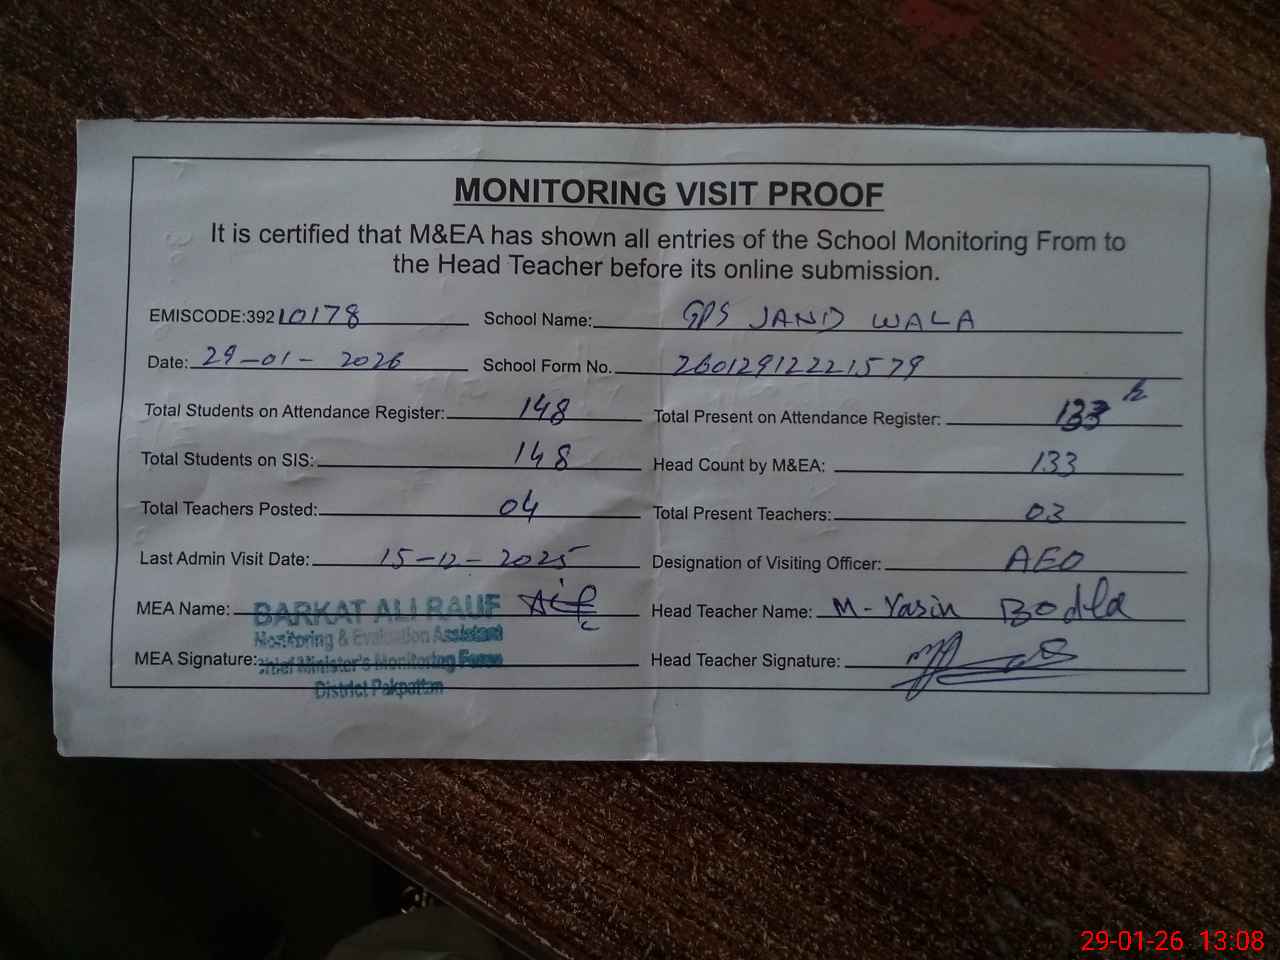 MONITORING VISIT PROOF
It is certified that M&EA has shown all entries of the School Monitoring From to
the Head Teacher before its online submission.
EMISCODE:39210178 School Name: GPS JAND WALA
Date: 29-01-2026 School Form No. 26012912221579
Total Students on Attendance Register: 148 Total Present on Attendance Register: 133
Total Students on SIS: 148 Head Count by M&EA: 133
Total Teachers Posted: 04 Total Present Teachers: 03
Last Admin Visit Date: 15-12-2025 Designation of Visiting Officer: AEO
MEA Name: BARKAT ALI RAUF Head Teacher Name: M-Yasin Bodla
Monitoring & Evaluation Assistant
MEA Signature: Chief Minister's Monitoring Force Head Teacher Signature:
District Pakpattan
29-01-26 13:08